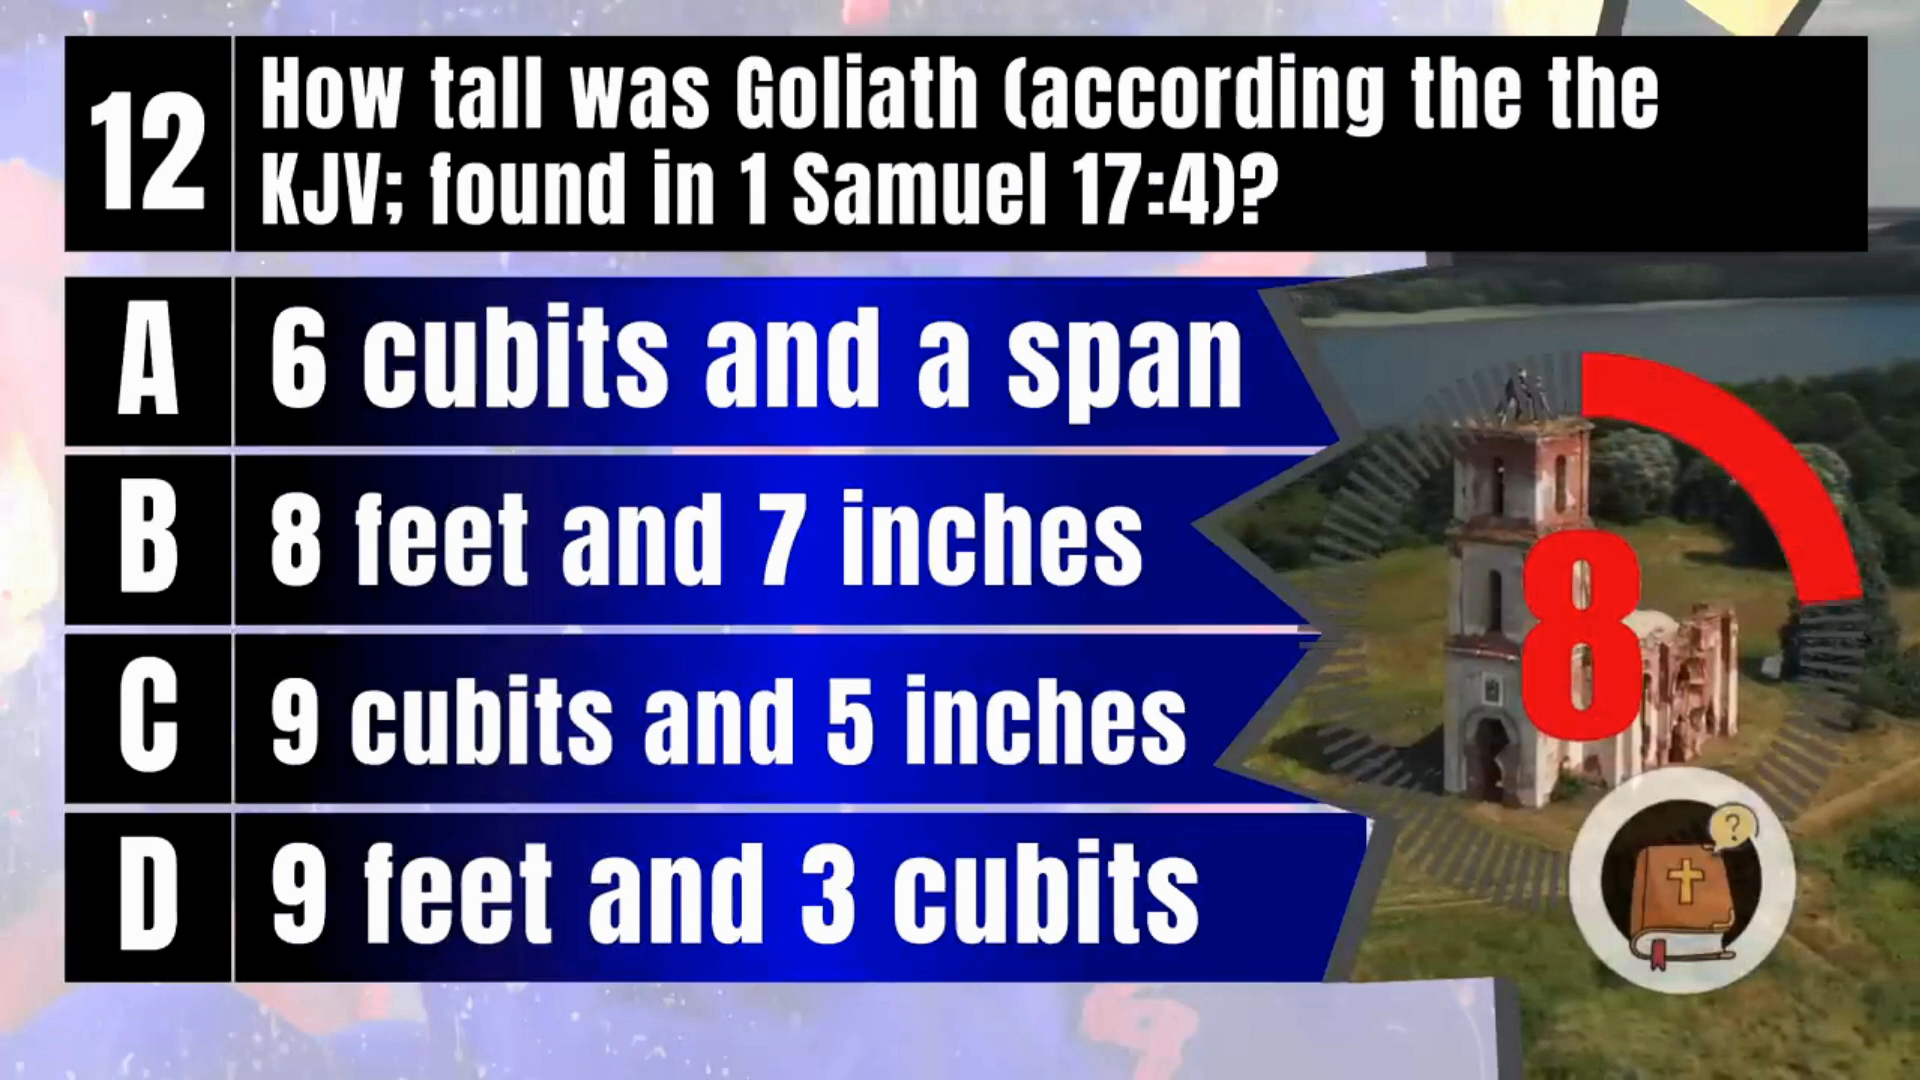 12
How tall was Goliath (according the the
KJV; found in 1 Samuel 17:4)?
A
6 cubits and a span
B
8 feet and 7 inches
C
9 cubits and 5 inches
D
9 feet and 3 cubits
8
?